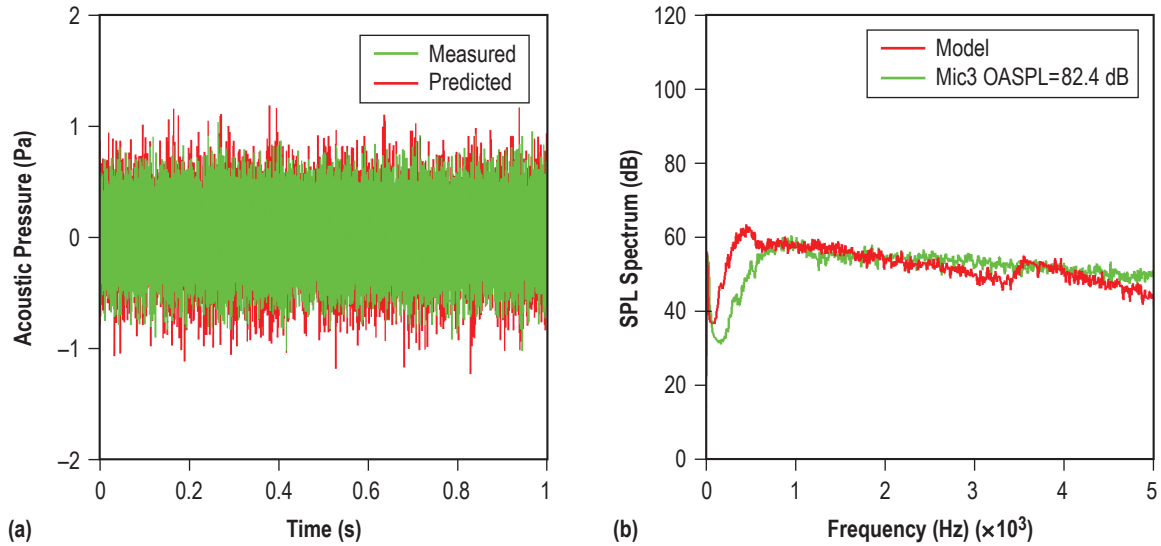 2
1
0
–1
–2
0
0.2
0.4
0.6
0.8
1
Acoustic Pressure (Pa)
Time (s)
Measured
Predicted
(a)
120
100
80
60
40
20
0
0
1
2
3
4
5
SPL Spectrum (dB)
Frequency (Hz) (×10³)
Model
Mic3 OASPL=82.4 dB
(b)